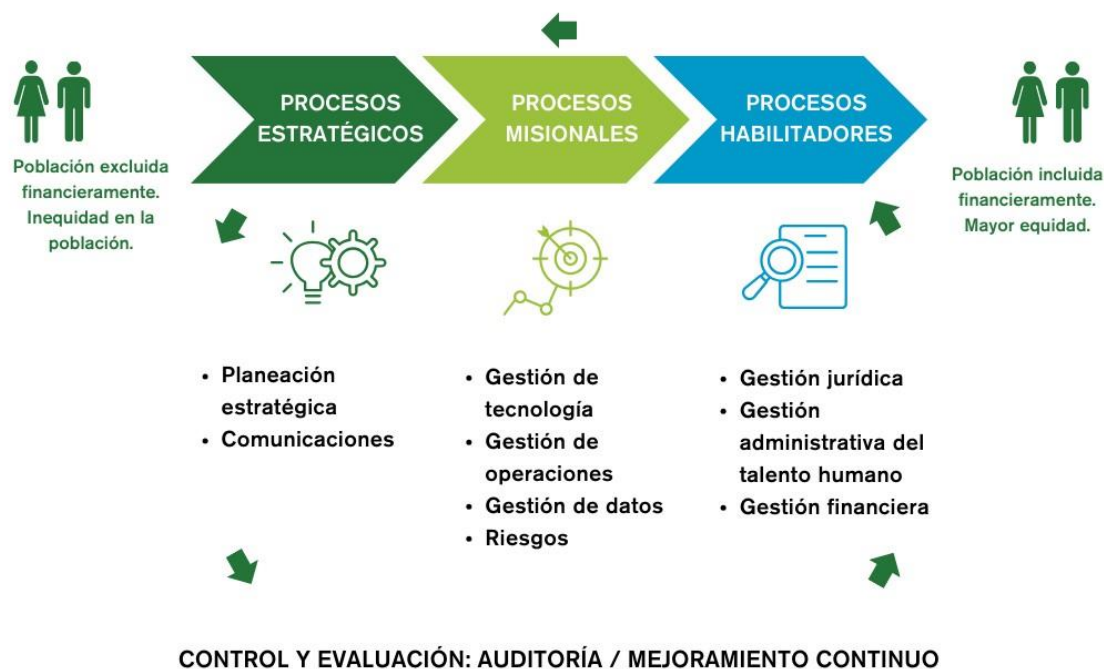 PROCESOS
ESTRATÉGICOS
PROCESOS
MISIONALES
PROCESOS
HABILITADORES
Población excluida
financieramente.
Inequidad en la
población.
Población incluida
financieramente.
Mayor equidad.
• Planeación
estratégica
• Comunicaciones
• Gestión de
tecnología
• Gestión de
operaciones
• Gestión de datos
• Riesgos
• Gestión jurídica
• Gestión
administrativa del
talento humano
• Gestión financiera
CONTROL Y EVALUACIÓN: AUDITORÍA / MEJORAMIENTO CONTINUO